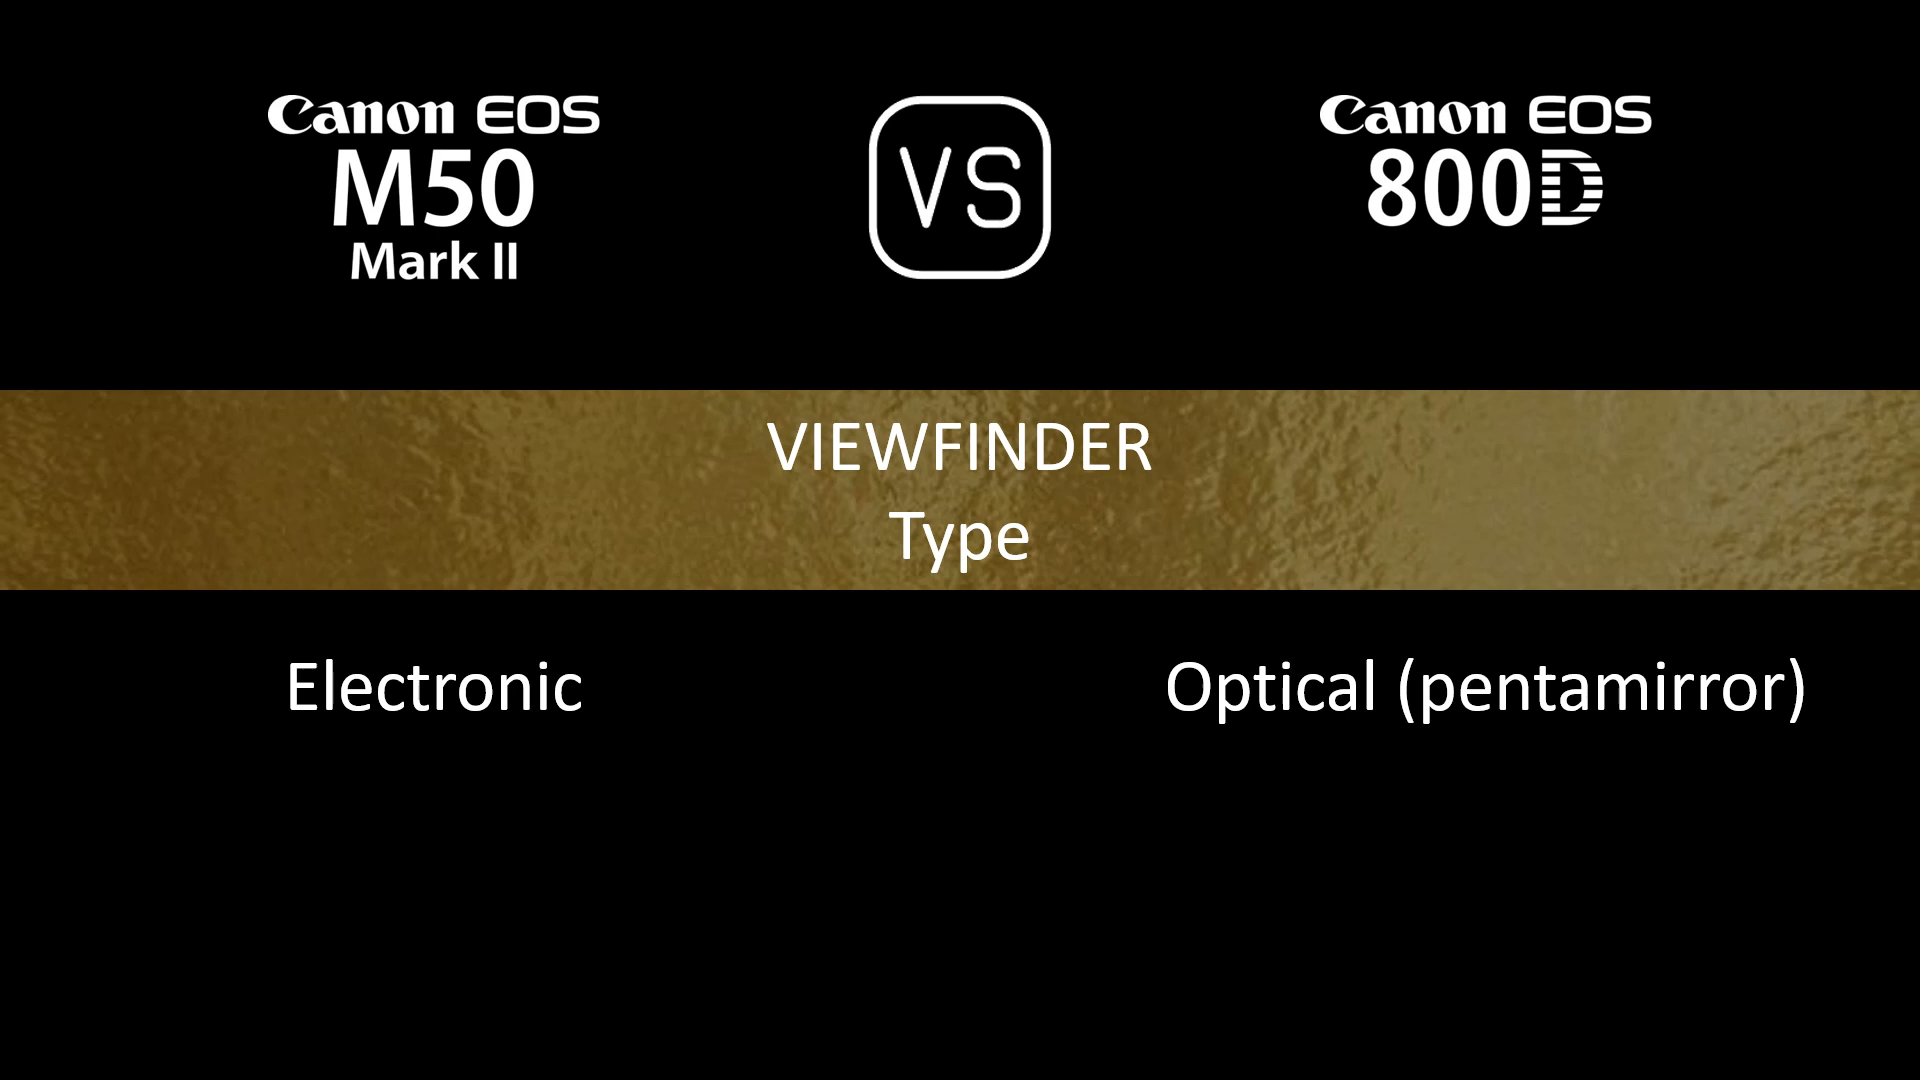 Canon EOS
M50
Mark II
VS
Canon EOS
800D
VIEWFINDER
Type
Electronic
Optical (pentamirror)